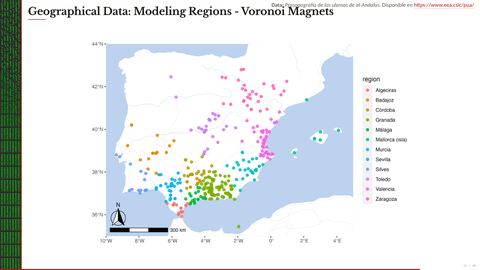 Data: Prosopografía de los ulemas de al-Andalus. Disponible en https://www.eea.csic/pua/
Geographical Data: Modeling Regions - Voronoi Magnets
44°N
42°N
40°N
38°N
36°N
10°W 8°W 6°W 4°W 2°W 0° 2°E 4°E
N
300 km
region
Algeciras
Badajoz
Córdoba
Granada
Málaga
Mallorca (isla)
Murcia
Sevilla
Silves
Toledo
Valencia
Zaragoza